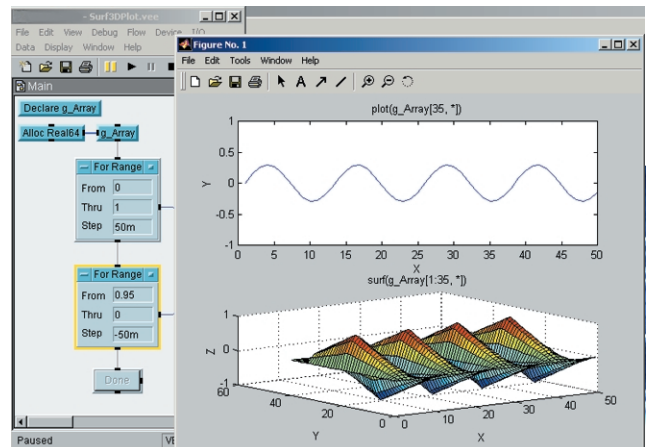 - Surf3DPlot.vee
File Edit View Debug Flow Device I/O
Data Display Window Help
Main
Declare g_Array
Alloc Real64
g_Array
For Range
From 0
Thru 1
Step 50m
For Range
From 0.95
Thru 0
Step -50m
Done
Paused
Figure No. 1
File Edit Tools Window Help
A
plot(g_Array[35, *])
1
0.5
0
-0.5
-1
Y
0 5 10 15 20 25 30 35 40 45 50
X
surf(g_Array[1:35, *])
1
0
-1
Z
60
40
20
0
Y
0
10
20
30
40
50
X